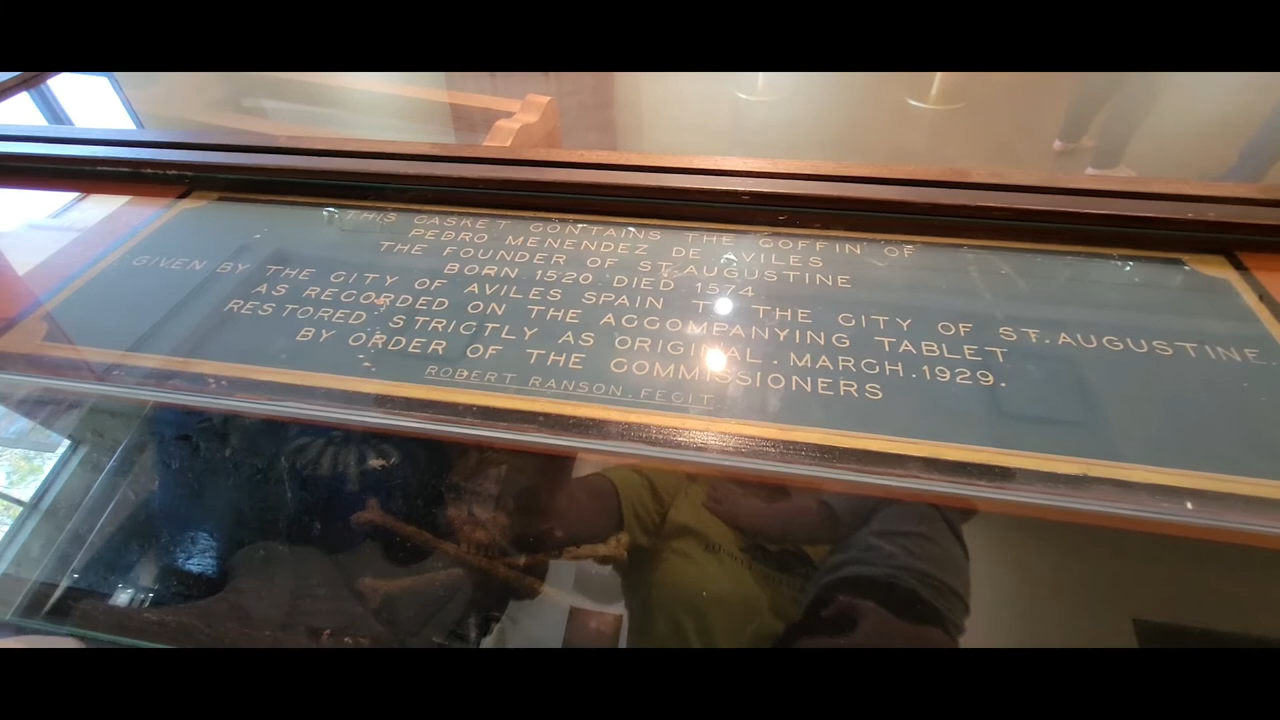 THIS CASKET CONTAINS THE COFFIN OF
PEDRO MENENDEZ DE AVILES
THE FOUNDER OF ST. AUGUSTINE
BORN 1520 DIED 1574
GIVEN BY THE CITY OF AVILES SPAIN TO THE CITY OF ST. AUGUSTINE.
AS RECORDED ON THE ACCOMPANYING TABLET
RESTORED STRICTLY AS ORIGINAL. MARCH. 1929.
BY ORDER OF THE COMMISSIONERS
ROBERT RANSON. FECIT.